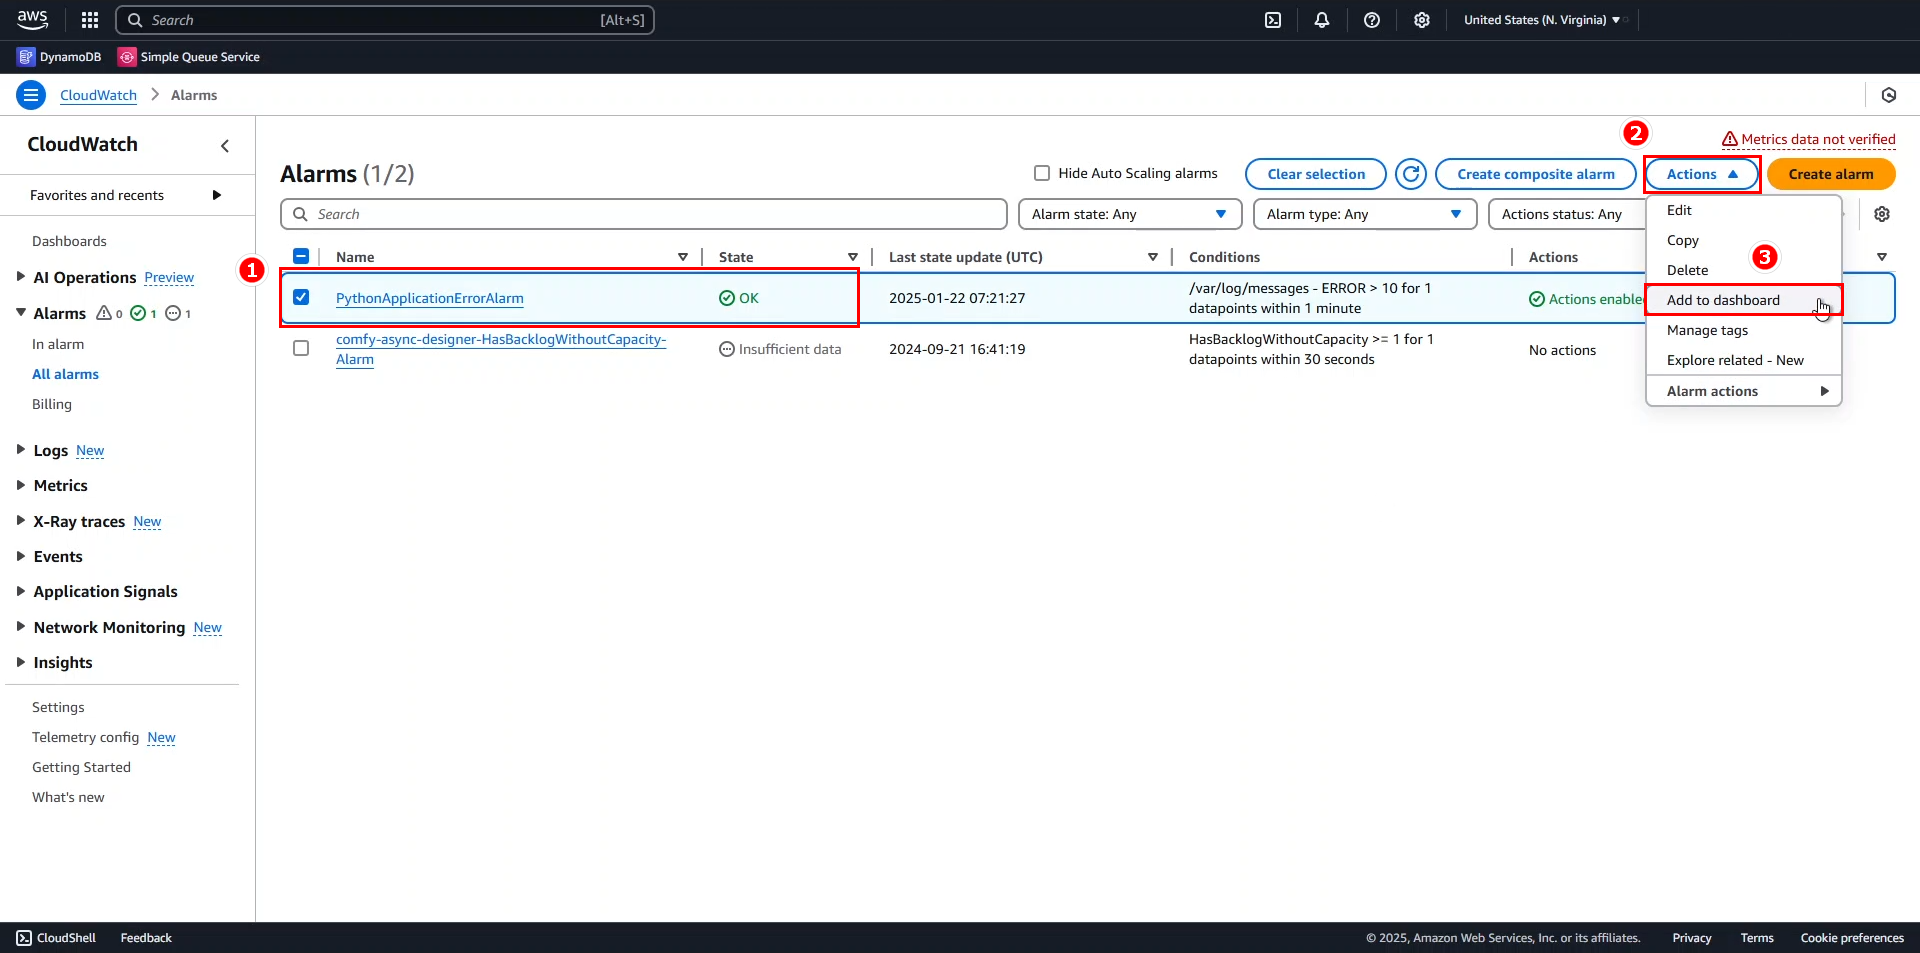 aws
Search [Alt+S]
United States (N. Virginia)
DynamoDB Simple Queue Service
CloudWatch Alarms
CloudWatch
Favorites and recents
Dashboards
AI Operations Preview
Alarms 0 1 1
In alarm
All alarms
Billing
Logs New
Metrics
X-Ray traces New
Events
Application Signals
Network Monitoring New
Insights
Settings
Telemetry config New
Getting Started
What's new
2
Metrics data not verified
Alarms (1/2)
Hide Auto Scaling alarms
Clear selection
Create composite alarm
Actions
Create alarm
Search
Alarm state: Any
Alarm type: Any
Actions status: Any
Name State Last state update (UTC) Conditions Actions
1
PythonApplicationErrorAlarm
OK
2025-01-22 07:21:27
/var/log/messages - ERROR > 10 for 1
datapoints within 1 minute
Actions enable
comfy-async-designer-HasBacklogWithoutCapacity-
Alarm
Insufficient data
2024-09-21 16:41:19
HasBacklogWithoutCapacity >= 1 for 1
datapoints within 30 seconds
No actions
Edit
Copy
3
Delete
Add to dashboard
Manage tags
Explore related - New
Alarm actions
CloudShell Feedback
© 2025, Amazon Web Services, Inc. or its affiliates. Privacy Terms Cookie preferences